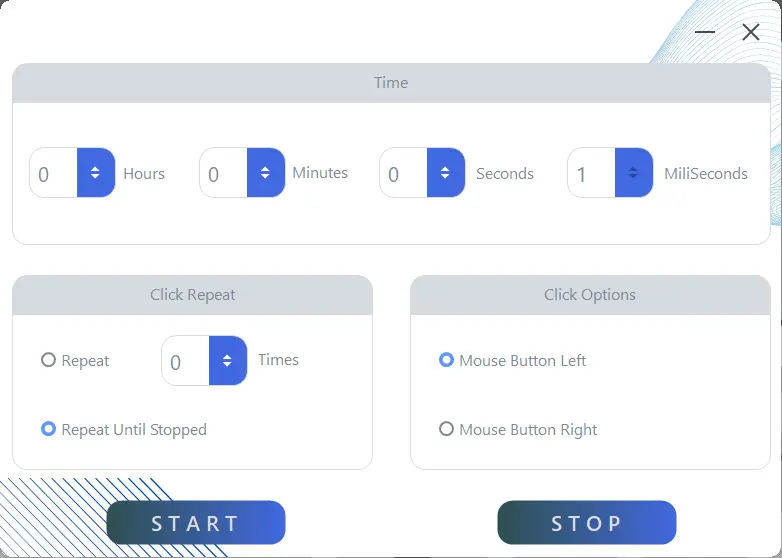 Time
0 Hours 0 Minutes 0 Seconds 1 MiliSeconds
Click Repeat
Repeat 0 Times
Repeat Until Stopped
Click Options
Mouse Button Left
Mouse Button Right
START
STOP